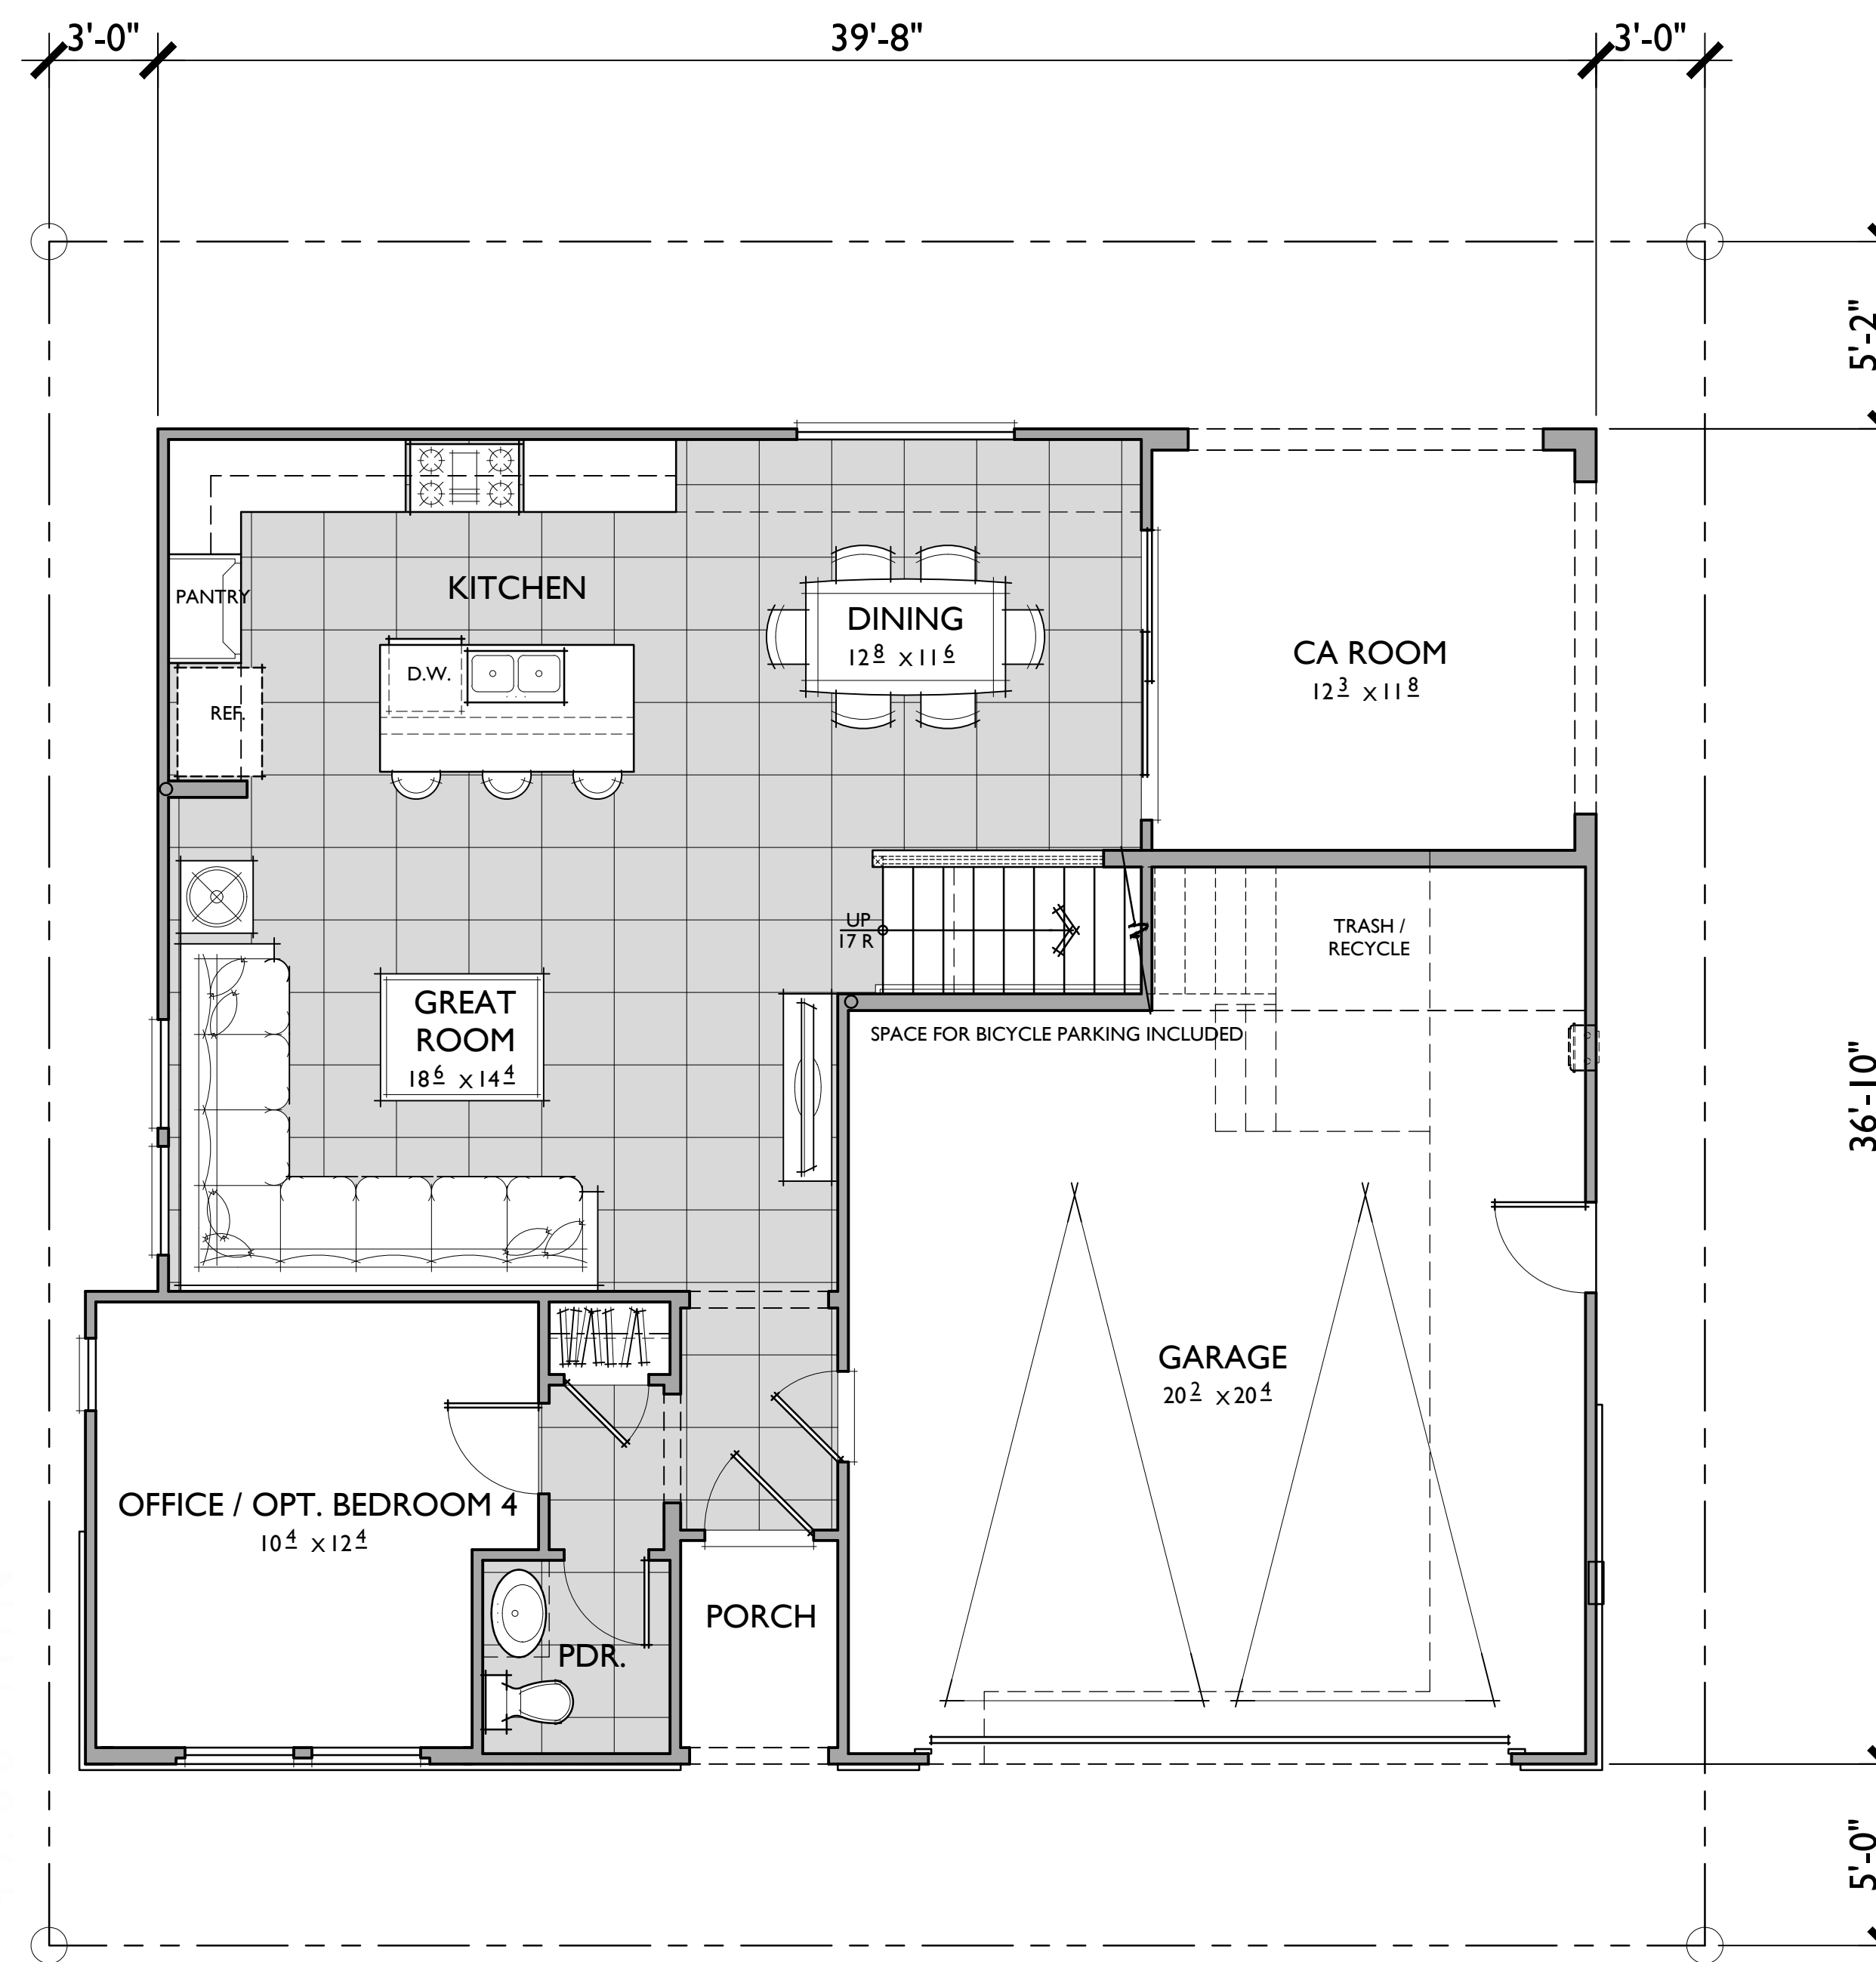 3'-0"
39'-8"
3'-0"
5'-2"
KITCHEN
PANTRY
DINING
12 8 x 11 6
CA ROOM
12 3 x 11 8
D.W.
REF.
UP
17 R
TRASH /
RECYCLE
GREAT
ROOM
18 6 x 14 4
SPACE FOR BICYCLE PARKING INCLUDED
36'-10"
GARAGE
20 2 x 20 4
OFFICE / OPT. BEDROOM 4
10 4 x 12 4
PORCH
PDR.
5'-0"